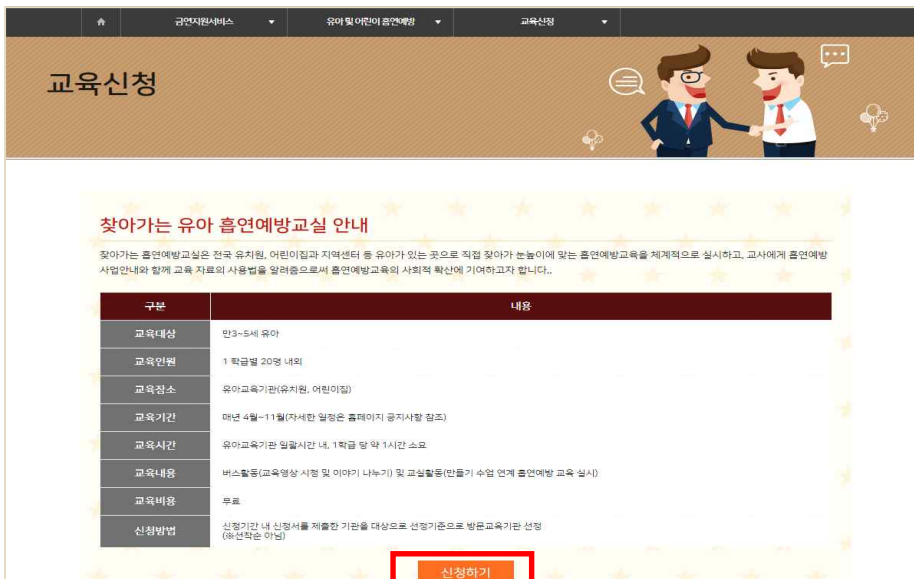 금연지원서비스 ▼ 유아 및 어린이 흡연예방 ▼ 교육신청 ▼
교육신청
찾아가는 유아 흡연예방교실 안내
찾아가는 흡연예방교실은 전국 유치원, 어린이집과 지역센터 등 유아가 있는 곳으로 직접 찾아가 눈높이에 맞는 흡연예방교육을 체계적으로 실시하고, 교사에게 흡연예방
사업안내와 함께 교육 자료의 사용법을 알려줌으로써 흡연예방교육의 사회적 확산에 기여하고자 합니다..
구분 내용
교육대상 만3~5세 유아
교육인원 1 학급별 20명 내외
교육장소 유아교육기관(유치원, 어린이집)
교육기간 매년 4월~11월(자세한 일정은 홈페이지 공지사항 참조)
교육시간 유아교육기관 일괄시간 내, 1학급 당 약 1시간 소요
교육내용 버스활동(교육영상 시청 및 이야기 나누기) 및 교실활동(만들기 수업 연계 흡연예방 교육 실시)
교육비용 무료
신청방법 신청기간 내 신청서를 제출한 기관을 대상으로 선정기준으로 방문교육기관 선정
(※선착순 아님)
신청하기